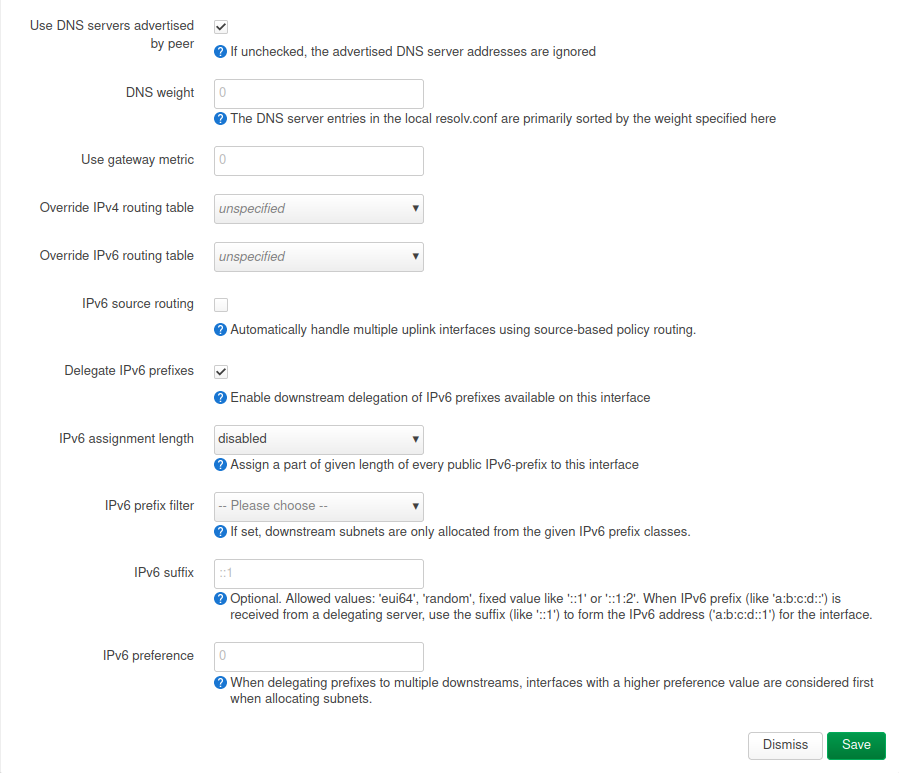 Use DNS servers advertised
by peer
If unchecked, the advertised DNS server addresses are ignored
DNS weight
0
The DNS server entries in the local resolv.conf are primarily sorted by the weight specified here
Use gateway metric
0
Override IPv4 routing table
unspecified
Override IPv6 routing table
unspecified
IPv6 source routing
Automatically handle multiple uplink interfaces using source-based policy routing.
Delegate IPv6 prefixes
Enable downstream delegation of IPv6 prefixes available on this interface
IPv6 assignment length
disabled
Assign a part of given length of every public IPv6-prefix to this interface
IPv6 prefix filter
-- Please choose --
If set, downstream subnets are only allocated from the given IPv6 prefix classes.
IPv6 suffix
::1
Optional. Allowed values: 'eui64', 'random', fixed value like '::1' or '::1:2'. When IPv6 prefix (like 'a:b:c:d::') is
received from a delegating server, use the suffix (like '::1') to form the IPv6 address ('a:b:c:d::1') for the interface.
IPv6 preference
0
When delegating prefixes to multiple downstreams, interfaces with a higher preference value are considered first
when allocating subnets.
Dismiss
Save